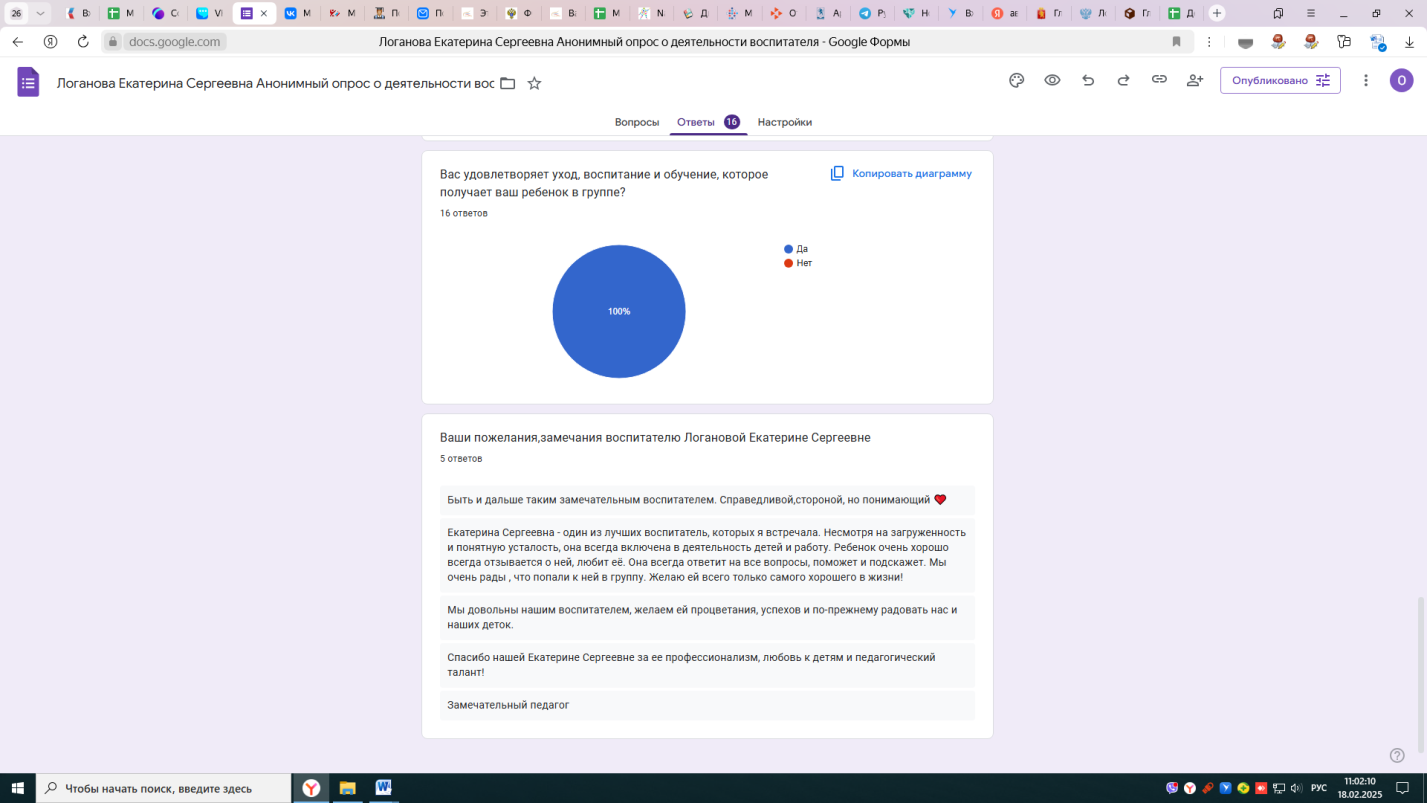 26
docs.google.com
Логанова Екатерина Сергеевна Анонимный опрос о деятельности воспитателя - Google Формы
Логанова Екатерина Сергеевна Анонимный опрос о деятельности вос
Опубликовано
О
Вопросы
Ответы 16
Настройки
Вас удовлетворяет уход, воспитание и обучение, которое
получает ваш ребенок в группе?
Копировать диаграмму
16 ответов
Да
Нет
100%
Ваши пожелания,замечания воспитателю Логановой Екатерине Сергеевне
5 ответов
Быть и дальше таким замечательным воспитателем. Справедливой,стороной, но понимающий ❤️
Екатерина Сергеевна - один из лучших воспитатель, которых я встречала. Несмотря на загруженность
и понятную усталость, она всегда включена в деятельность детей и работу. Ребенок очень хорошо
всегда отзывается о ней, любит её. Она всегда ответит на все вопросы, поможет и подскажет. Мы
очень рады , что попали к ней в группу. Желаю ей всего только самого хорошего в жизни!
Мы довольны нашим воспитателем, желаем ей процветания, успехов и по-прежнему радовать нас и
наших деток.
Спасибо нашей Екатерине Сергеевне за ее профессионализм, любовь к детям и педагогический
талант!
Замечательный педагог
Чтобы начать поиск, введите здесь
РУС
11:02:10
18.02.2025